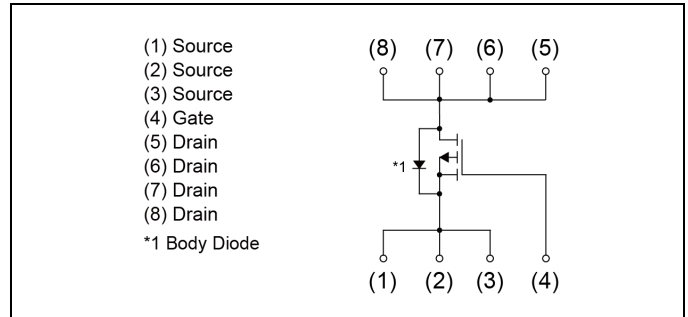 (1) Source
(2) Source
(3) Source
(4) Gate
(5) Drain
(6) Drain
(7) Drain
(8) Drain
*1 Body Diode
(8) (7) (6) (5)
*1
(1) (2) (3) (4)